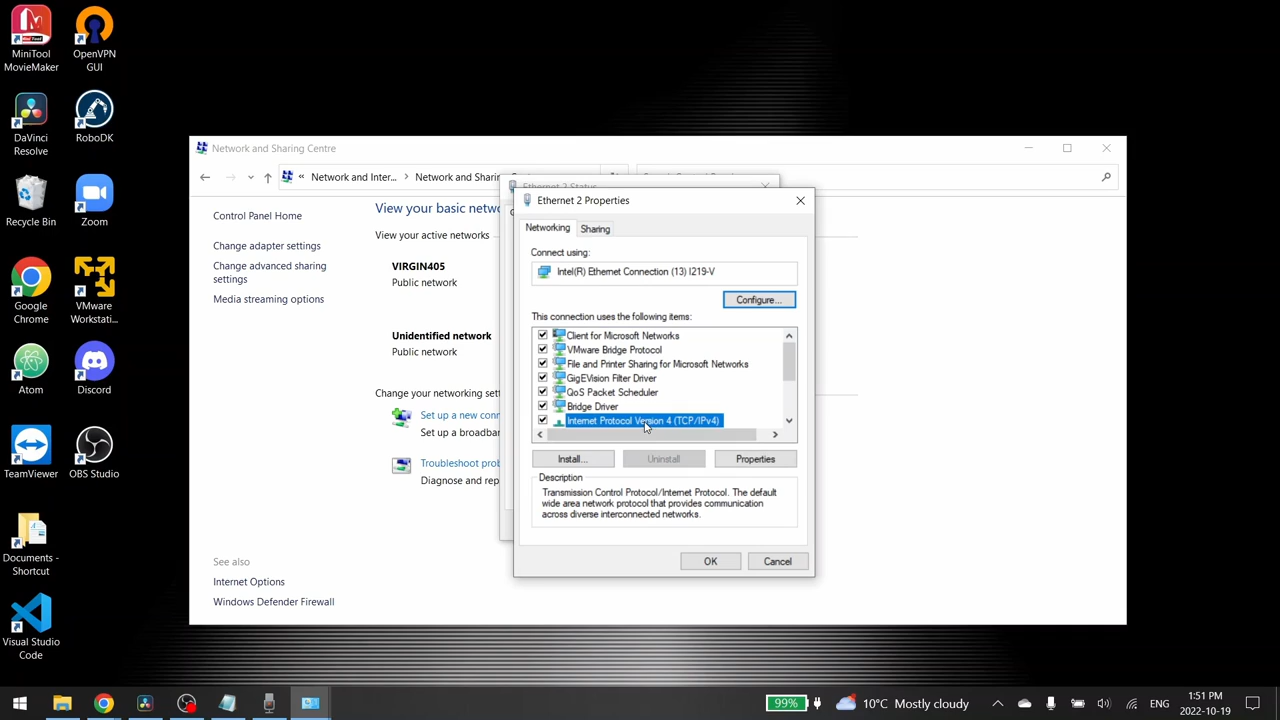 MiniTool
MovieMaker
OpenVPN
GUI
DaVinci
Resolve
RoboDK
Recycle Bin
Zoom
Google
Chrome
VMware
Workstati...
Atom
Discord
TeamViewer
OBS Studio
Documents -
Shortcut
Visual Studio
Code
Network and Sharing Centre
« Network and Inter... > Network and Sharin
Control Panel Home
Change adapter settings
Change advanced sharing
settings
Media streaming options
See also
Internet Options
Windows Defender Firewall
View your basic netwo
View your active networks
VIRGIN405
Public network
Unidentified network
Public network
Change your networking sett
Set up a new conn
Set up a broadban
Troubleshoot prob
Diagnose and rep
Ethernet 2 Status
Ethernet 2 Properties
Networking
Sharing
Connect using:
Intel(R) Ethernet Connection (13) I219-V
Configure...
This connection uses the following items:
Client for Microsoft Networks
VMware Bridge Protocol
File and Printer Sharing for Microsoft Networks
GigEVision Filter Driver
QoS Packet Scheduler
Bridge Driver
Internet Protocol Version 4 (TCP/IPv4)
Install...
Uninstall
Properties
Description
Transmission Control Protocol/Internet Protocol. The default
wide area network protocol that provides communication
across diverse interconnected networks.
OK
Cancel
99%
10°C Mostly cloudy
ENG
1:51 PM
2022-10-19